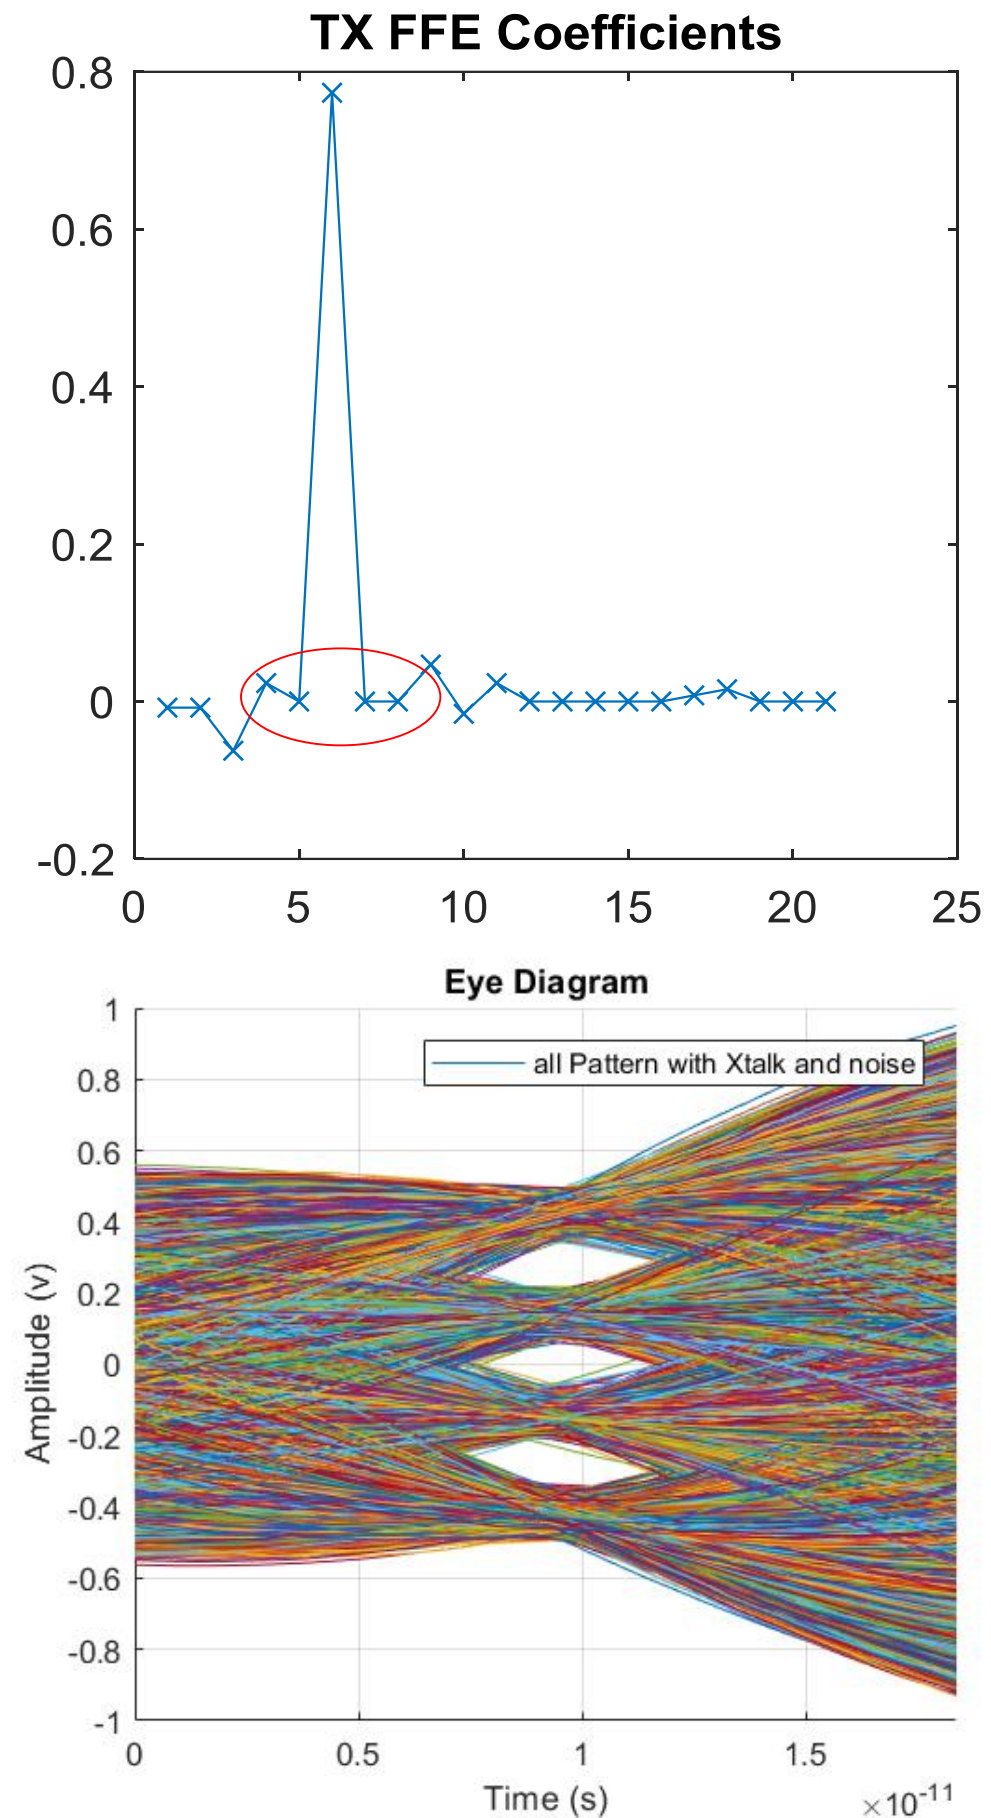 TX FFE Coefficients
0.8
0.6
0.4
0.2
0
-0.2
0 5 10 15 20 25
Eye Diagram
all Pattern with Xtalk and noise
1
0.8
0.6
0.4
0.2
0
-0.2
-0.4
-0.6
-0.8
-1
Amplitude (v)
0 0.5 1 1.5
Time (s)
×10-11